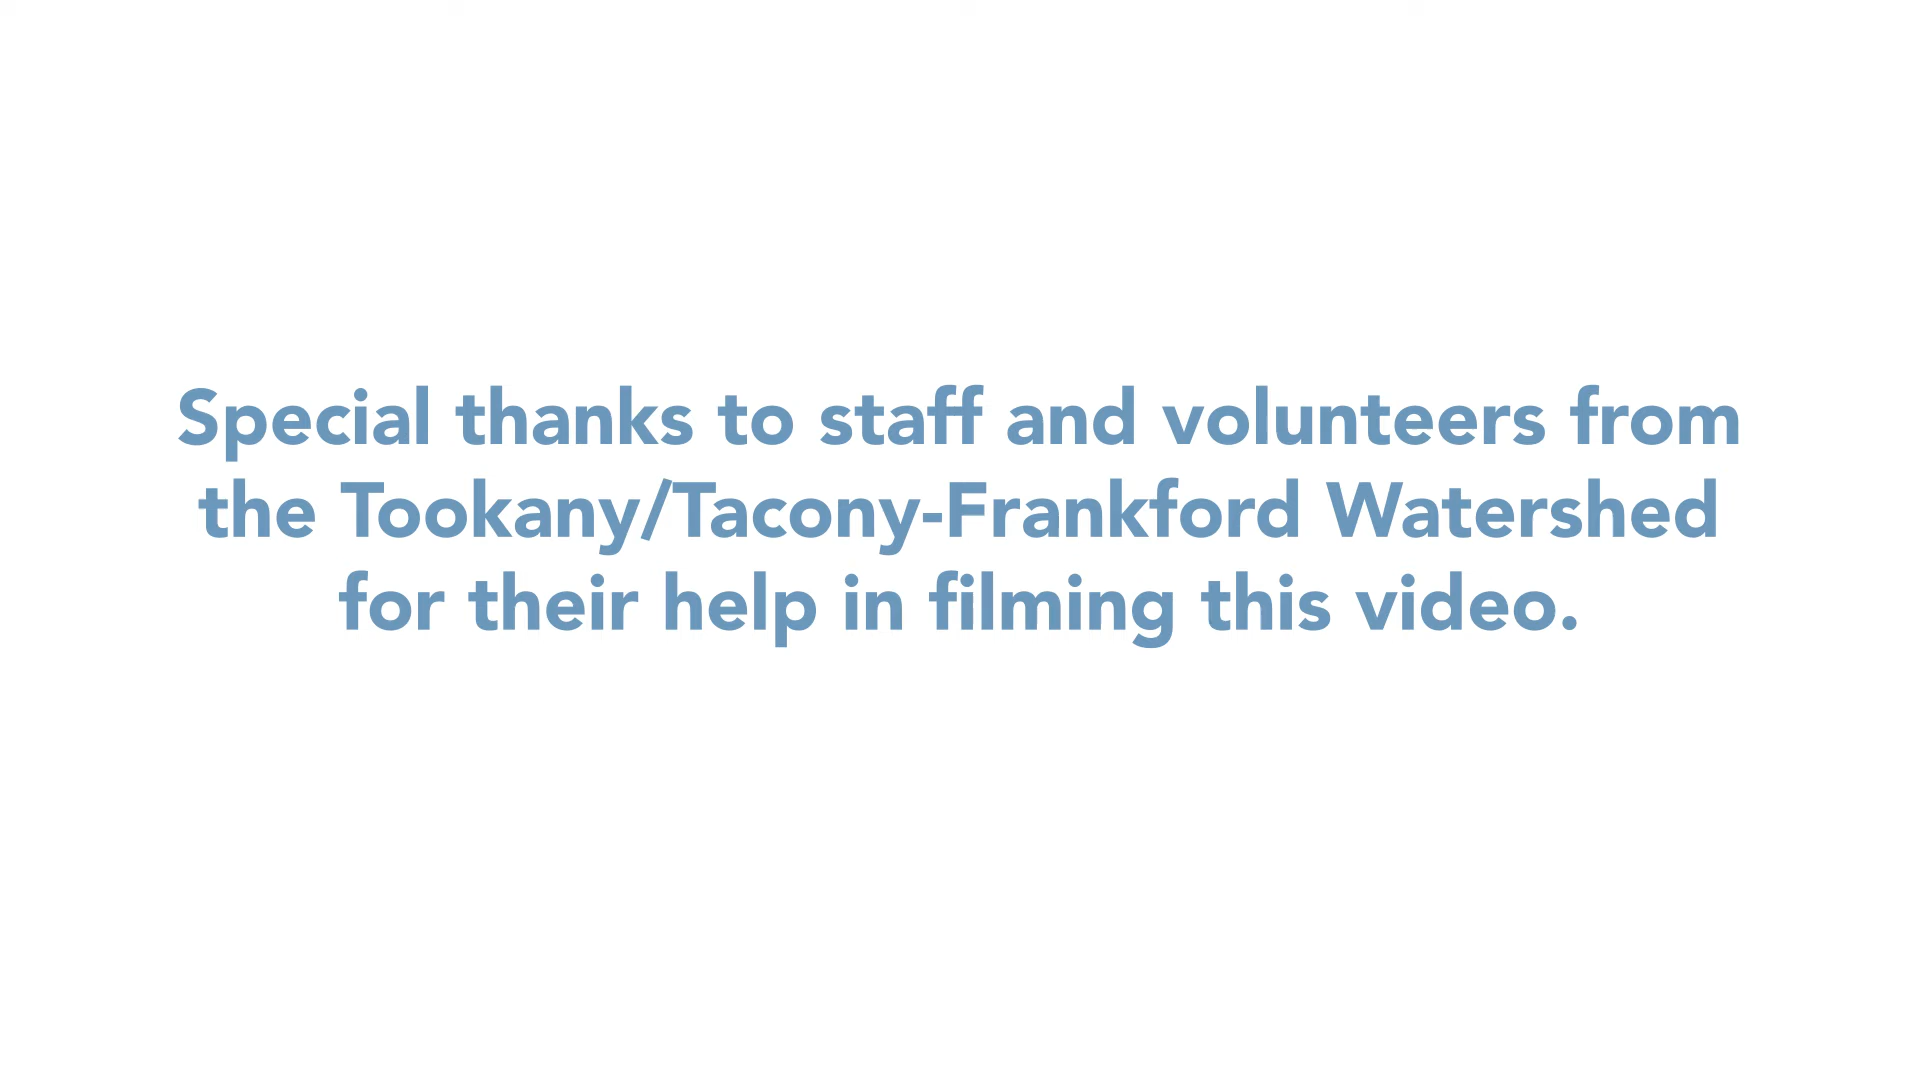 Special thanks to staff and volunteers from
the Tookany/Tacony-Frankford Watershed
for their help in filming this video.